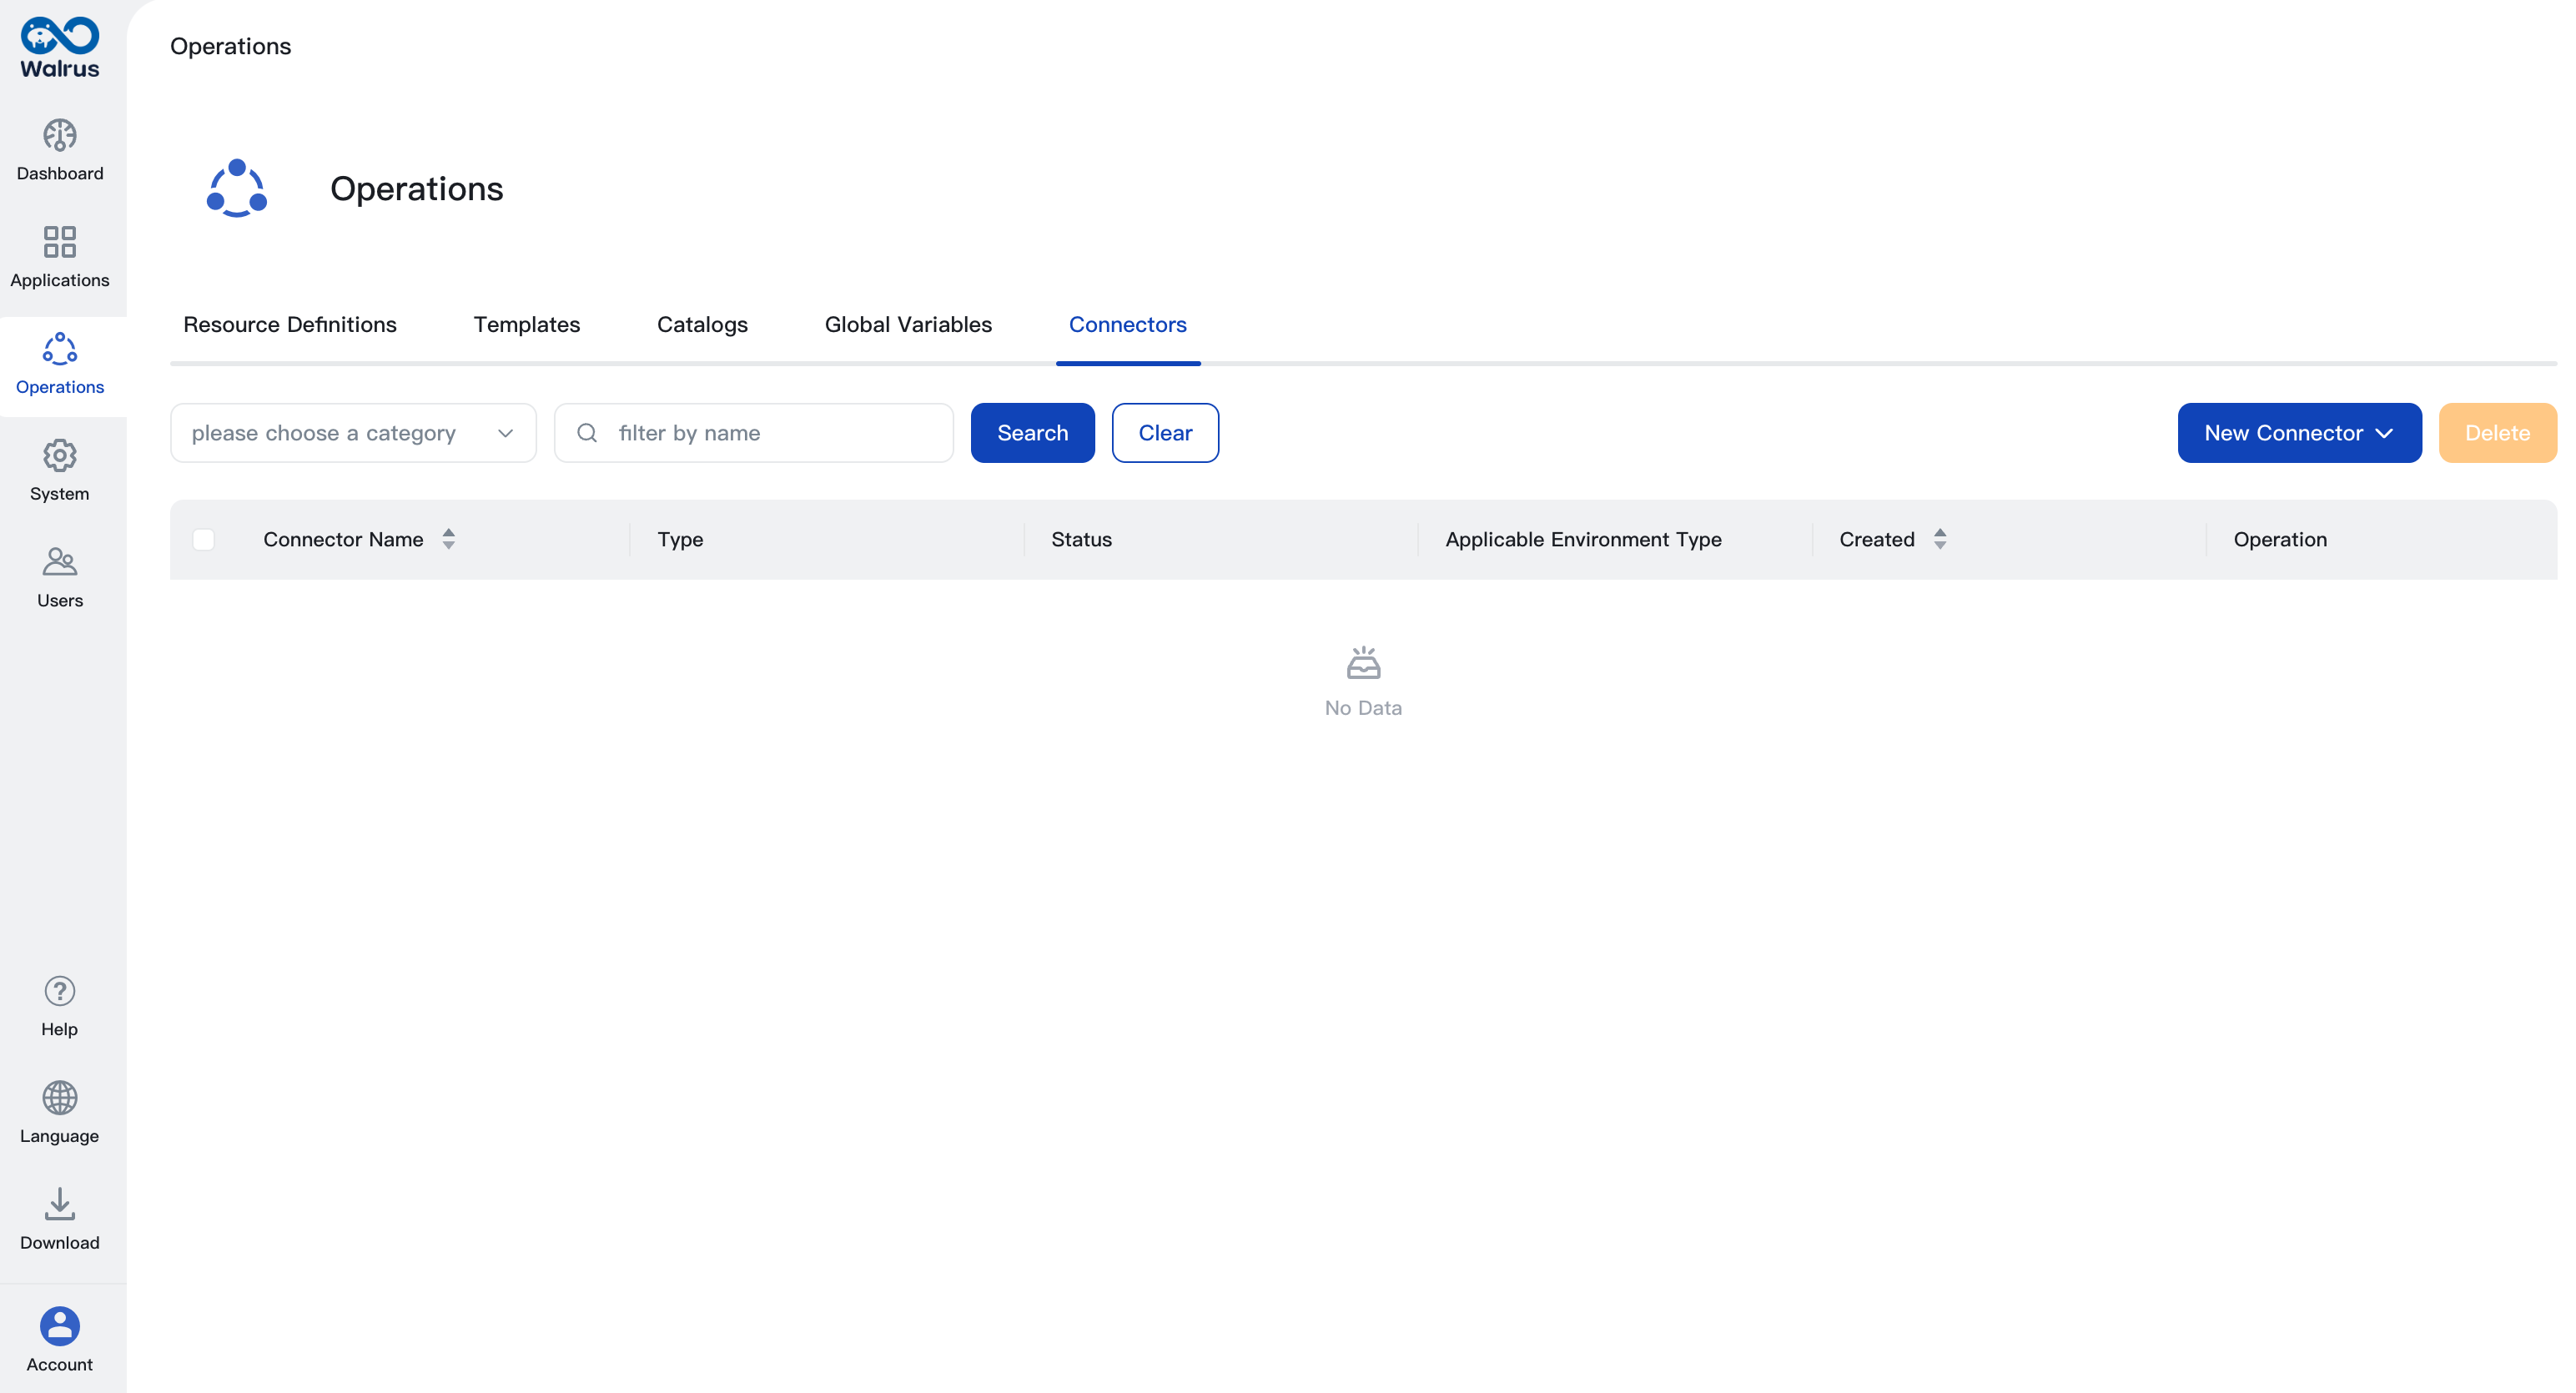 Walrus
Dashboard
Applications
Operations
System
Users
Help
Language
Download
Account
Operations
Operations
Resource Definitions Templates Catalogs Global Variables Connectors
please choose a category filter by name Search Clear New Connector Delete
Connector Name Type Status Applicable Environment Type Created Operation
No Data